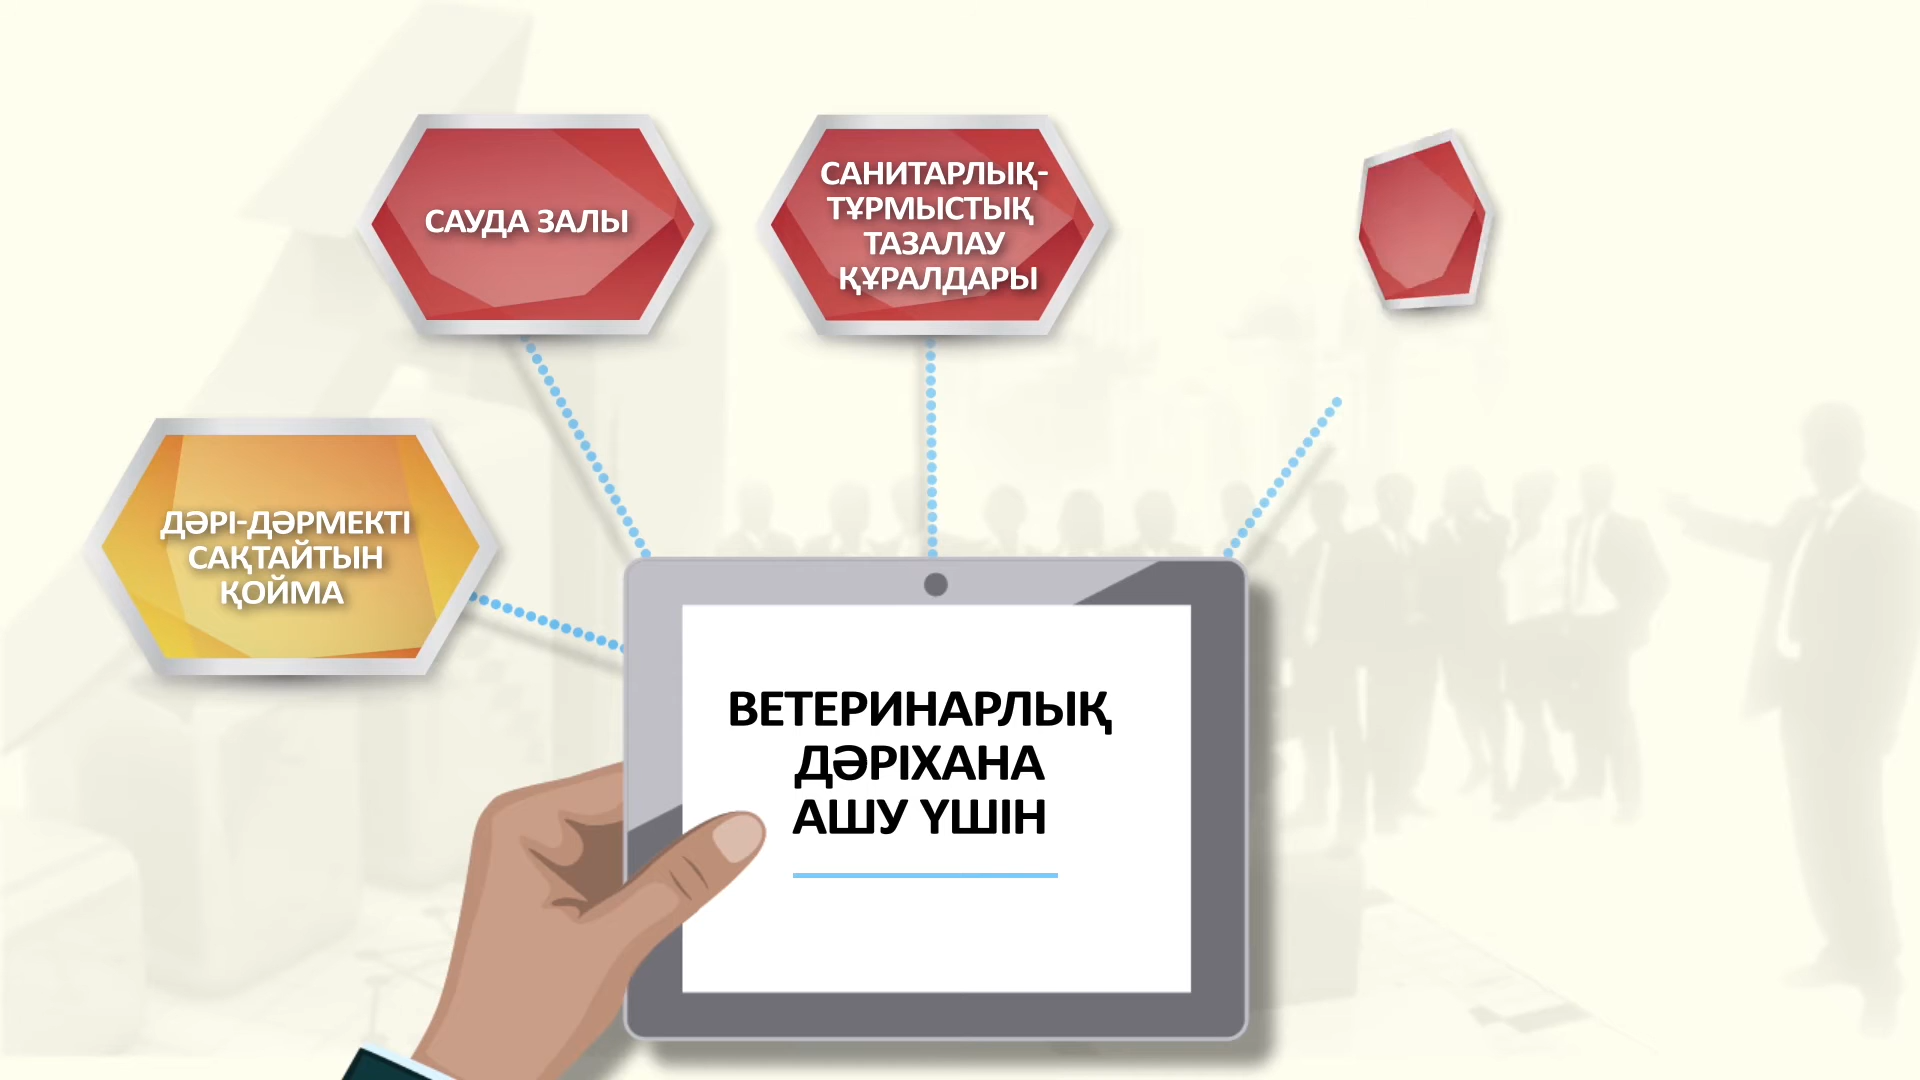 САУДА ЗАЛЫ
САНИТАРЛЫҚ-
ТҰРМЫСТЫҚ
ТАЗАЛАУ
ҚҰРАЛДАРЫ
ДӘРІ-ДӘРМЕКТІ
САҚТАЙТЫН
ҚОЙМА
ВЕТЕРИНАРЛЫҚ
ДӘРІХАНА
АШУ ҮШІН